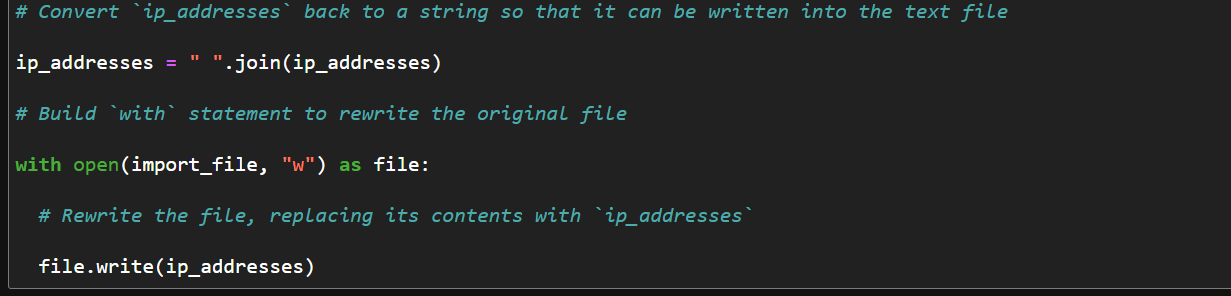 # Convert `ip_addresses` back to a string so that it can be written into the text file
ip_addresses = " ".join(ip_addresses)
# Build `with` statement to rewrite the original file
with open(import_file, "w") as file:
# Rewrite the file, replacing its contents with `ip_addresses`
file.write(ip_addresses)